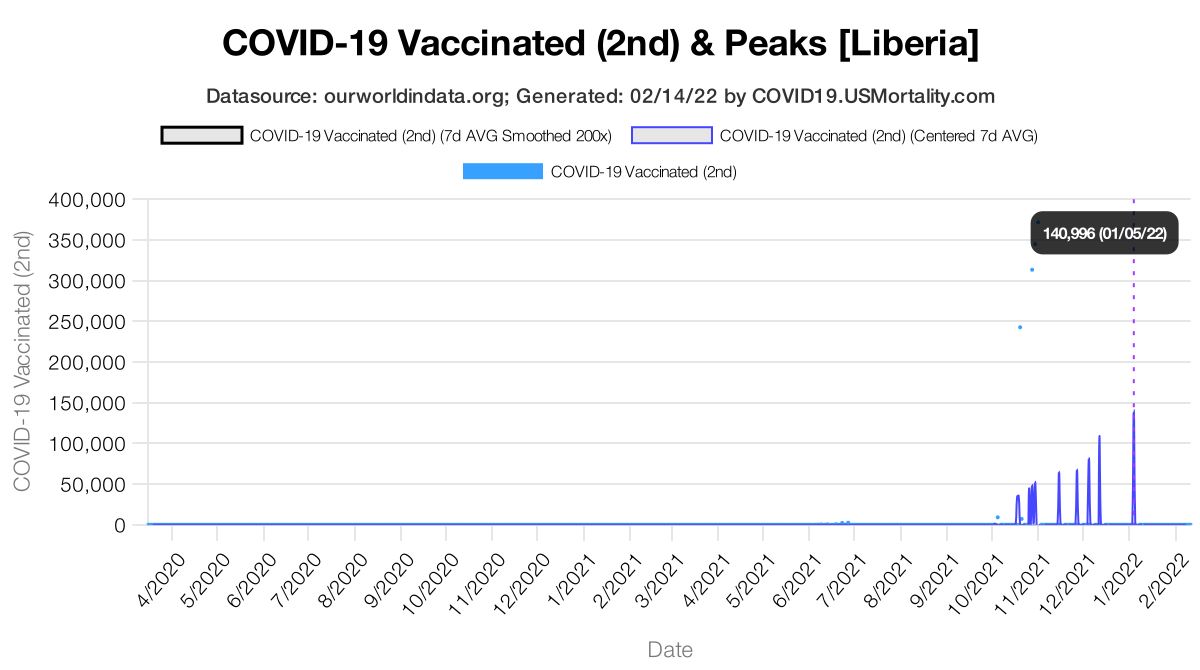 COVID-19 Vaccinated (2nd) & Peaks [Liberia]
Datasource: ourworldindata.org; Generated: 02/14/22 by COVID19.USMortality.com
COVID-19 Vaccinated (2nd) (7d AVG Smoothed 200x) COVID-19 Vaccinated (2nd) (Centered 7d AVG)
COVID-19 Vaccinated (2nd)
400,000
350,000
300,000
250,000
200,000
150,000
100,000
50,000
0
COVID-19 Vaccinated (2nd)
140,996 (01/05/22)
4/2020 5/2020 6/2020 7/2020 8/2020 9/2020 10/2020 11/2020 12/2020 1/2021 2/2021 3/2021 4/2021 5/2021 6/2021 7/2021 8/2021 9/2021 10/2021 11/2021 12/2021 1/2022 2/2022
Date